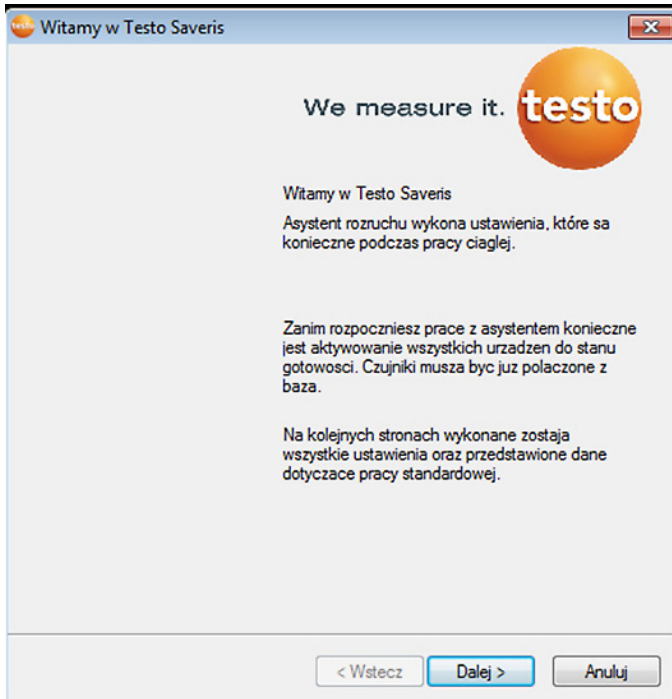 Witamy w Testo Saveris
We measure it. testo
Witamy w Testo Saveris
Asystent rozruchu wykona ustawienia, które sa
konieczne podczas pracy ciaglej.
Zanim rozpoczniesz prace z asystentem konieczne
jest aktywowanie wszystkich urzadzen do stanu
gotowosci. Czujniki musza byc juz polaczone z
baza.
Na kolejnych stronach wykonane zostaja
wszystkie ustawienia oraz przedstawione dane
dotyczace pracy standardowej.
< Wstecz Dalej > Anuluj